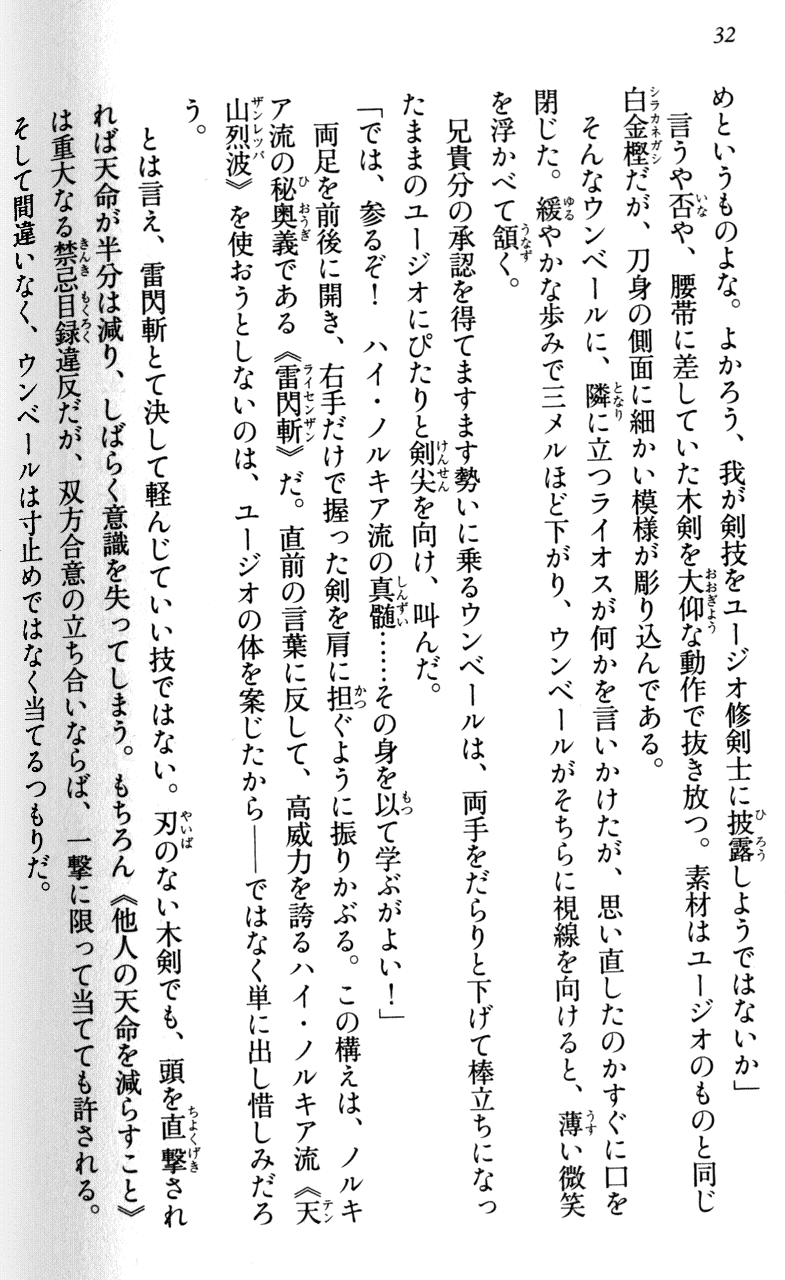 32
めというものよな。よかろう、我が剣技をユージオ修剣士に披露しようではないか」
言うや否や、腰帯に差していた木剣を大仰な動作で抜き放つ。素材はユージオのものと同じ
白金樫だが、刀身の側面に細かい模様が彫り込んである。
そんなウンベールに、隣に立つライオスが何かを言いかけたが、思い直したのかすぐに口を
閉じた。緩やかな歩みで三メルほど下がり、ウンベールがそちらに視線を向けると、薄い微笑
を浮かべて頷く。
兄貴分の承認を得てますます勢いに乗るウンベールは、両手をだらりと下げて棒立ちになっ
たままのユージオにぴたりと剣尖を向け、叫んだ。
「では、参るぞ！　ハイ・ノルキア流の真髄……その身を以て学ぶがよい！」
両足を前後に開き、右手だけで握った剣を肩に担ぐように振りかぶる。この構えは、ノルキ
ア流の秘奥義である《雷閃斬》だ。直前の言葉に反して、高威力を誇るハイ・ノルキア流《天
山烈波》を使おうとしないのは、ユージオの体を案じたから――ではなく単に出し惜しみだろ
う。
とは言え、雷閃斬とて決して軽んじていい技ではない。刃のない木剣でも、頭を直撃され
れば天命が半分は減り、しばらく意識を失ってしまう。もちろん《他人の天命を減らすこと》
は重大なる禁忌目録違反だが、双方合意の立ち合いならば、一撃に限って当てても許される。
そして間違いなく、ウンベールは寸止めではなく当てるつもりだ。